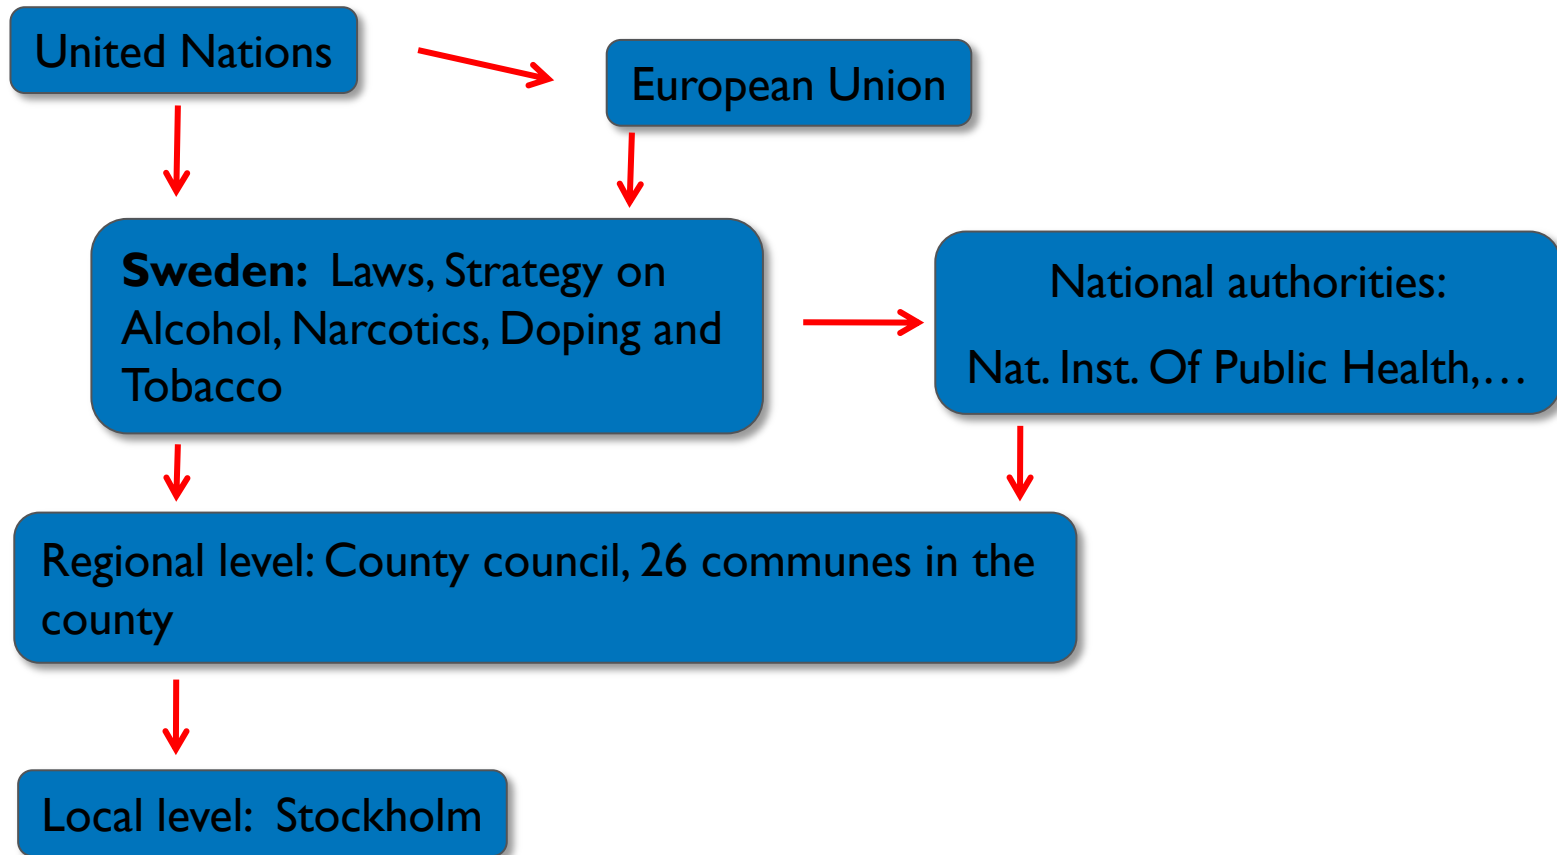 United Nations
European Union
Sweden: Laws, Strategy on
Alcohol, Narcotics, Doping and
Tobacco
National authorities:
Nat. Inst. Of Public Health,…
Regional level: County council, 26 communes in the
county
Local level: Stockholm